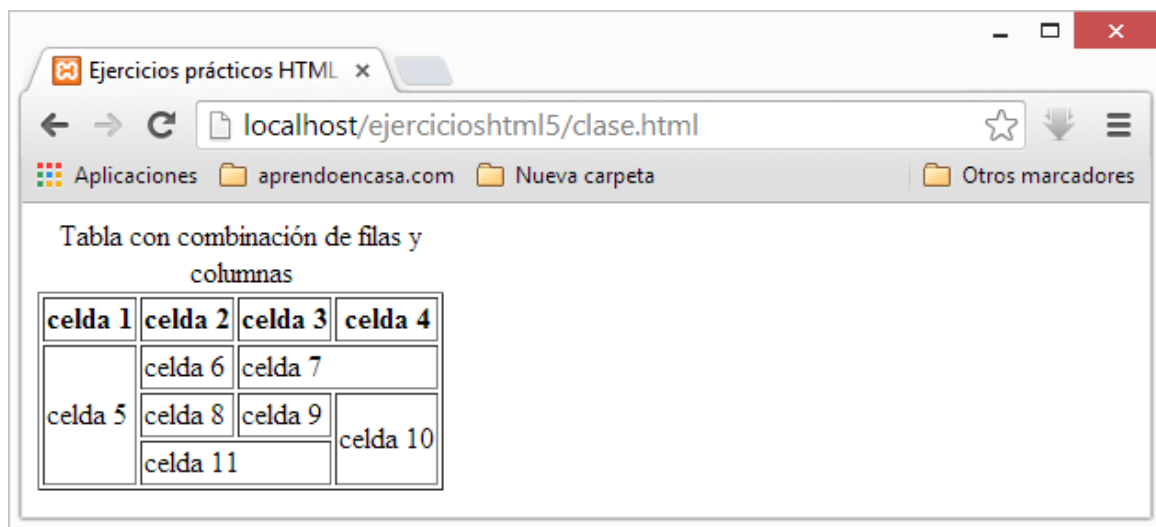 Ejercicios prácticos HTML
localhost/ejercicioshtml5/clase.html
Aplicaciones aprendoencasa.com Nueva carpeta Otros marcadores
Tabla con combinación de filas y
columnas
celda 1 celda 2 celda 3 celda 4
celda 6 celda 7
celda 5 celda 8 celda 9
celda 10
celda 11